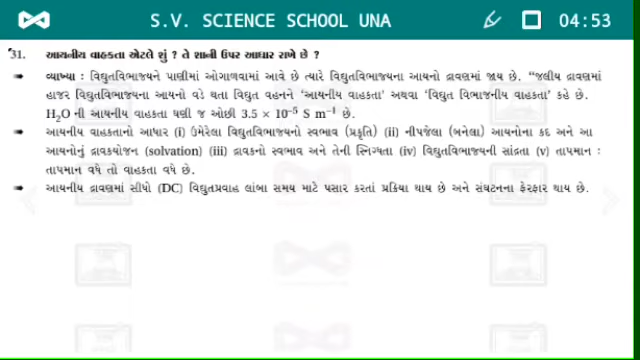 S.V. SCIENCE SCHOOL UNA
04:53
31. આયનીય વાહકતા એટલે શું ? તે શાની ઉપર આધાર રાખે છે ?
➠ વ્યાખ્યા : વિદ્યુતવિભાજ્યને પાણીમાં ઓગાળવામાં આવે છે ત્યારે વિદ્યુતવિભાજ્યના આયનો દ્રાવણમાં જાય છે. “જલીય દ્રાવણમાં
હાજર વિદ્યુતવિભાજ્યના આયનો વડે થતા વિદ્યુત વહનને ‘આયનીય વાહકતા’ અથવા ‘વિદ્યુત વિભાજનીય વાહકતા’ કહે છે.
H₂O ની આયનીય વાહકતા ઘણી જ ઓછી 3.5 × 10⁻⁵ S m⁻¹ છે.
➠ આયનીય વાહકતાનો આધાર (i) ઉમેરેલા વિદ્યુતવિભાજ્યનો સ્વભાવ (પ્રકૃતિ) (ii) નીપજેલા (બનેલા) આયનોના કદ અને આ
આયનોનું દ્રાવકયોજન (solvation) (iii) દ્રાવકનો સ્વભાવ અને તેની સ્નિગ્ધતા (iv) વિદ્યુતવિભાજ્યની સાંદ્રતા (v) તાપમાન :
તાપમાન વધે તો વાહકતા વધે છે.
➠ આયનીય દ્રાવણમાં સીધો (DC) વિદ્યુતપ્રવાહ લાંબા સમય માટે પસાર કરતાં પ્રક્રિયા થાય છે અને સંઘટનના ફેરફાર થાય છે.